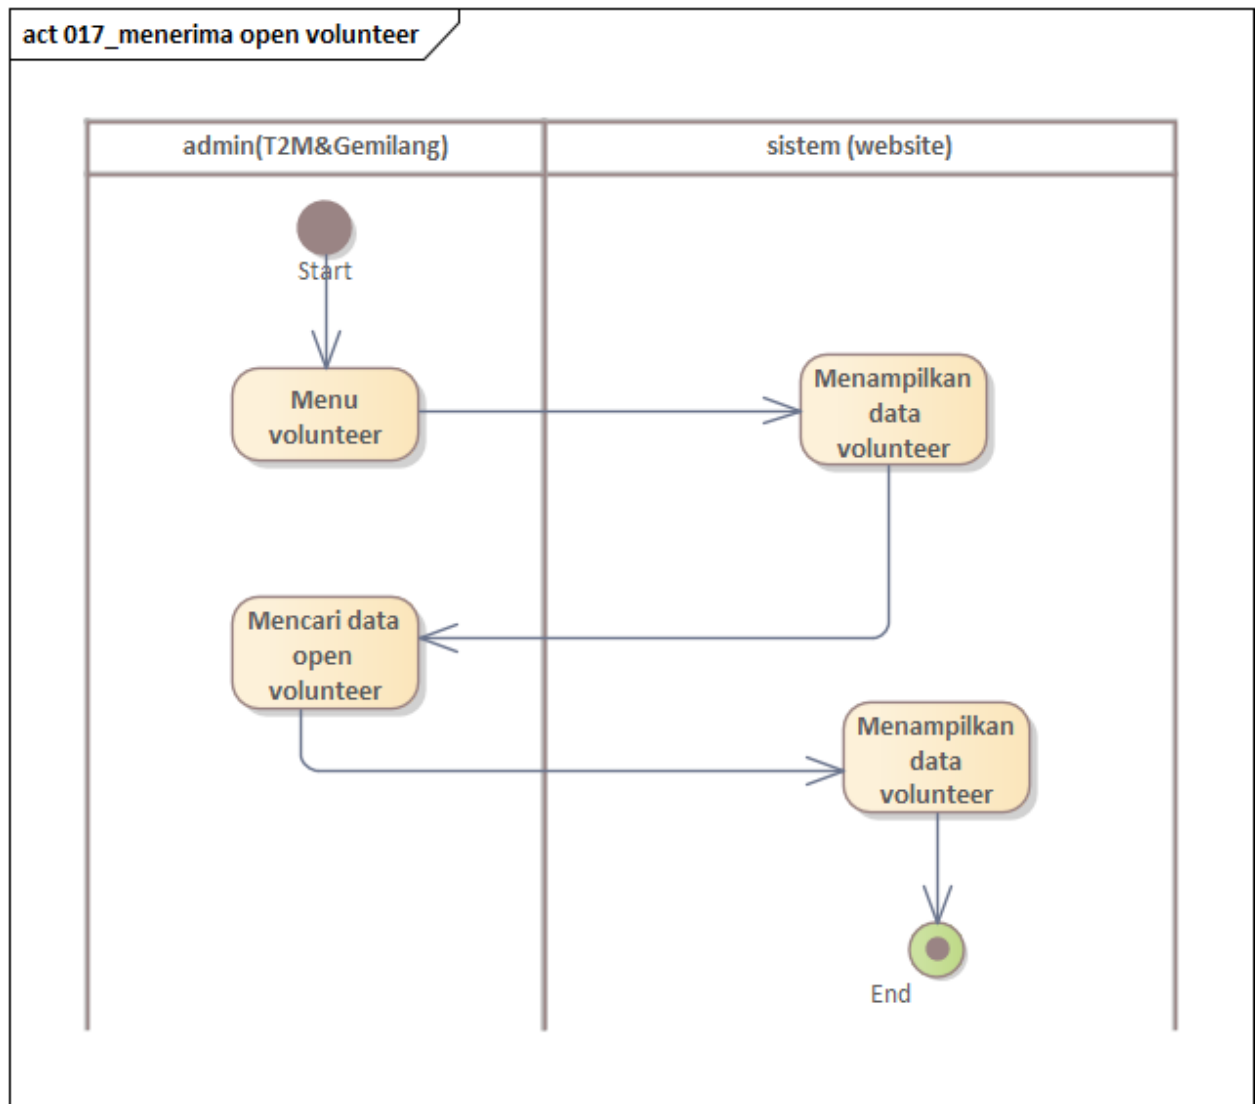 act 017_menerima open volunteer
admin(T2M&Gemilang)
sistem (website)
Start
Menu
volunteer
Menampilkan
data
volunteer
Mencari data
open
volunteer
Menampilkan
data
volunteer
End